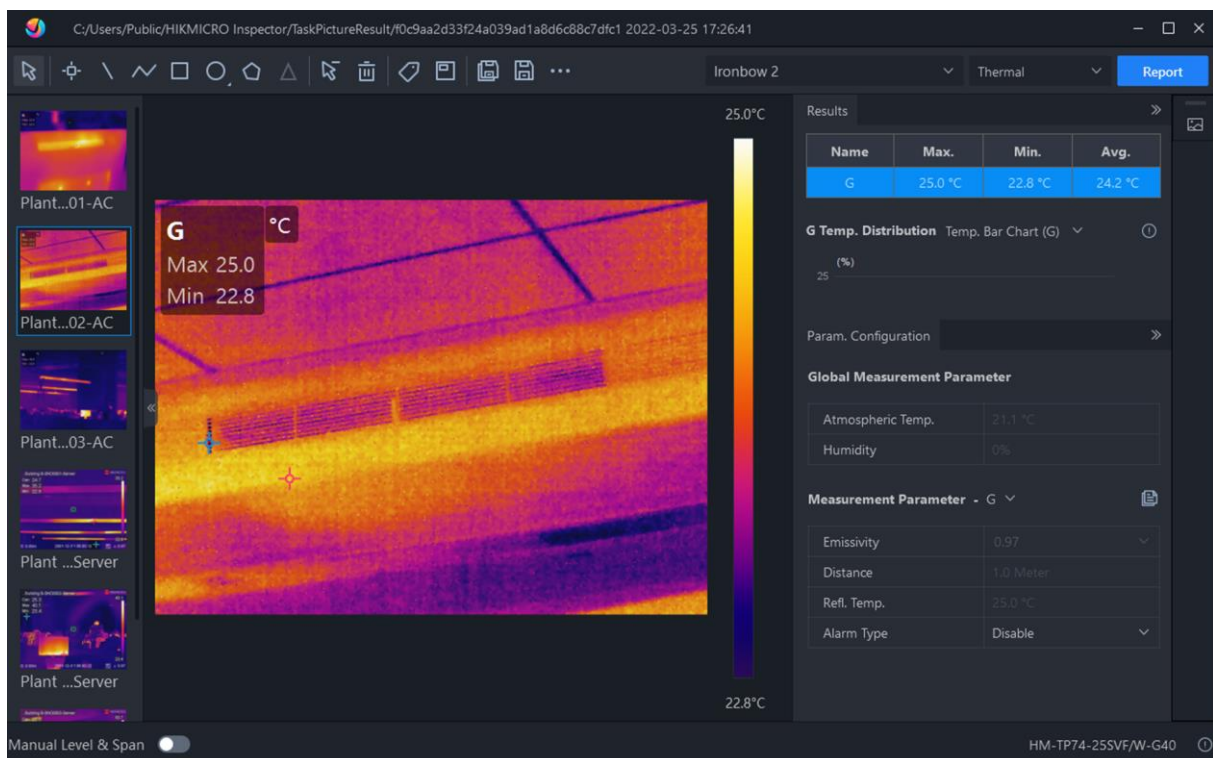 C:/Users/Public/HIKMICRO Inspector/TaskPictureResult/f0c9aa2d33f24a039ad1a8d6c88c7dfc1 2022-03-25 17:26:41
Ironbow 2
Thermal
Report
Plant...01-AC
Plant...02-AC
Plant...03-AC
Plant ...Server
Plant ...Server
G
°C
Max 25.0
Min 22.8
25.0°C
22.8°C
Results
Name Max. Min. Avg.
G 25.0 °C 22.8 °C 24.2 °C
G Temp. Distribution Temp. Bar Chart (G)
(%)
25
Param. Configuration
Global Measurement Parameter
Atmospheric Temp. 21.1 °C
Humidity 0%
Measurement Parameter - G
Emissivity 0.97
Distance 1.0 Meter
Refl. Temp. 25.0 °C
Alarm Type Disable
Manual Level & Span
HM-TP74-25SVF/W-G40